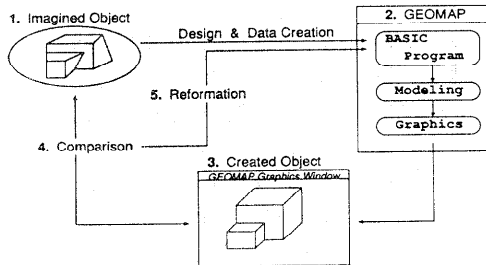 1. Imagined Object
Design & Data Creation
2. GEOMAP
BASIC
Program
Modeling
Graphics
5. Reformation
4. Comparison
3. Created Object
GEOMAP Graphics Window